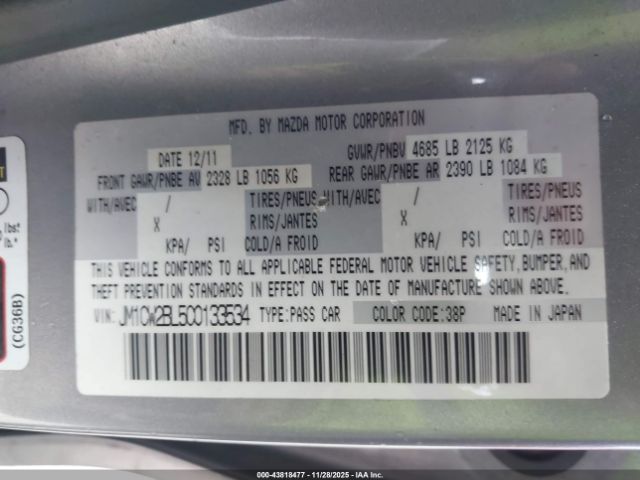 MFD. BY MAZDA MOTOR CORPORATION
DATE 12/11 GVWR/PNBV 4685 LB 2125 KG
FRONT GAWR/PNBE AV 2328 LB 1056 KG REAR GAWR/PNBE AR 2390 LB 1084 KG
WITH/AVEC / TIRES/PNEUS WITH/AVEC / TIRES/PNEUS
X RIMS/JANTES X RIMS/JANTES
KPA/ PSI COLD/A FROID KPA/ PSI COLD/A FROID
THIS VEHICLE CONFORMS TO ALL APPLICABLE FEDERAL MOTOR VEHICLE SAFETY, BUMPER, AND
THEFT PREVENTION STANDARDS IN EFFECT ON THE DATE OF MANUFACTURE SHOWN ABOVE.
VIN: JM1CW2BL5C0133534 TYPE:PASS CAR COLOR CODE:38P MADE IN JAPAN
(CG36B)
lbs!
lb.*
000-43818477 - 11/28/2025 - IAA Inc.